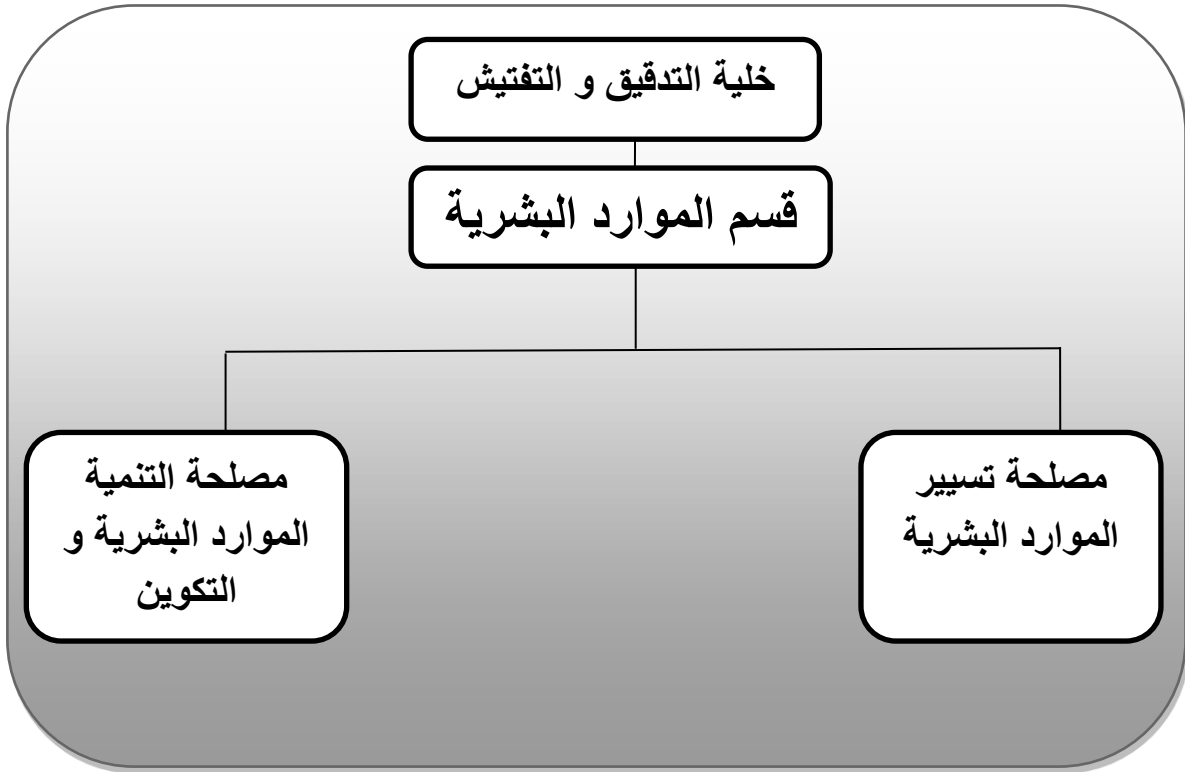 خلية التدقيق و التفتيش
قسم الموارد البشرية
مصلحة تسيير
الموارد البشرية
مصلحة التنمية
الموارد البشرية و
التكوين